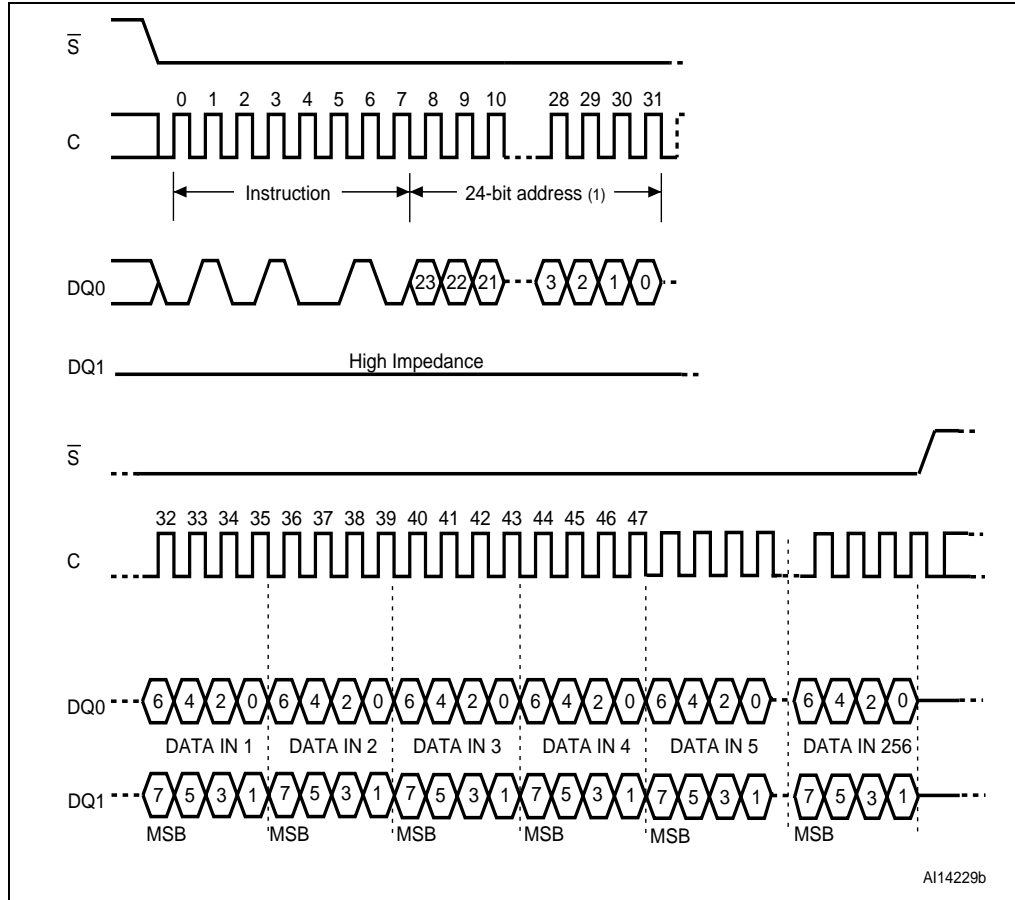 S
0 1 2 3 4 5 6 7 8 9 10 28 29 30 31
C
Instruction 24-bit address (1)
DQ0 23 22 21 3 2 1 0
High Impedance
DQ1
S
32 33 34 35 36 37 38 39 40 41 42 43 44 45 46 47
C
DQ0 6 4 2 0 6 4 2 0 6 4 2 0 6 4 2 0 6 4 2 0 6 4 2 0
DATA IN 1 DATA IN 2 DATA IN 3 DATA IN 4 DATA IN 5 DATA IN 256
DQ1 7 5 3 1 7 5 3 1 7 5 3 1 7 5 3 1 7 5 3 1 7 5 3 1
MSB MSB MSB MSB MSB MSB
AI14229b